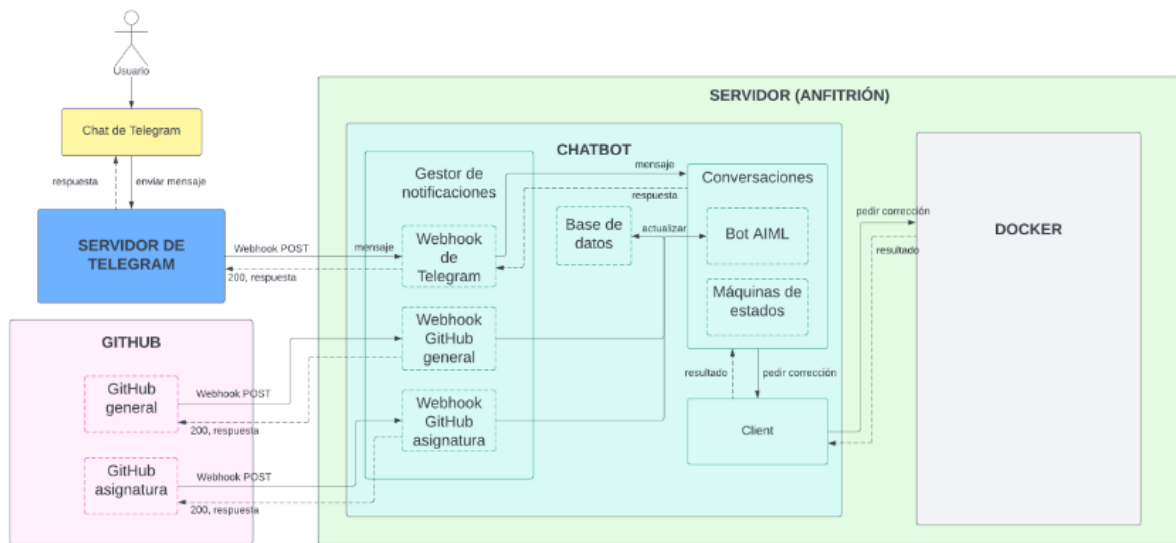 Usuario
Chat de Telegram
respuesta
enviar mensaje
SERVIDOR DE
TELEGRAM
Webhook POST
200, respuesta
GITHUB
GitHub
general
Webhook POST
200, respuesta
GitHub
asignatura
Webhook POST
200, respuesta
SERVIDOR (ANFITRIÓN)
CHATBOT
Gestor de
notificaciones
mensaje
Webhook
de
Telegram
Webhook
GitHub
general
Webhook
GitHub
asignatura
mensaje
respuesta
Base de
datos
actualizar
Conversaciones
Bot AIML
Máquinas de
estados
resultado
pedir corrección
Client
pedir corrección
resultado
DOCKER